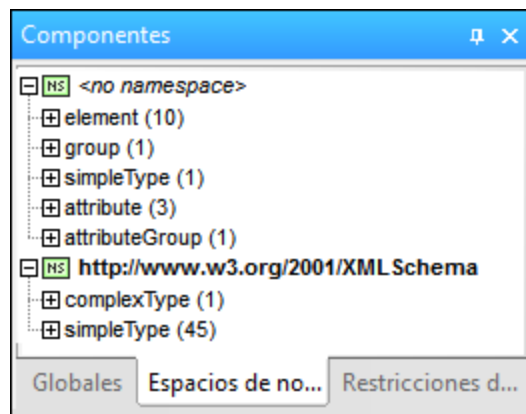 Componentes
NS <no namespace>
element (10)
group (1)
simpleType (1)
attribute (3)
attributeGroup (1)
NS http://www.w3.org/2001/XMLSchema
complexType (1)
simpleType (45)
Globales Espacios de no... Restricciones d...